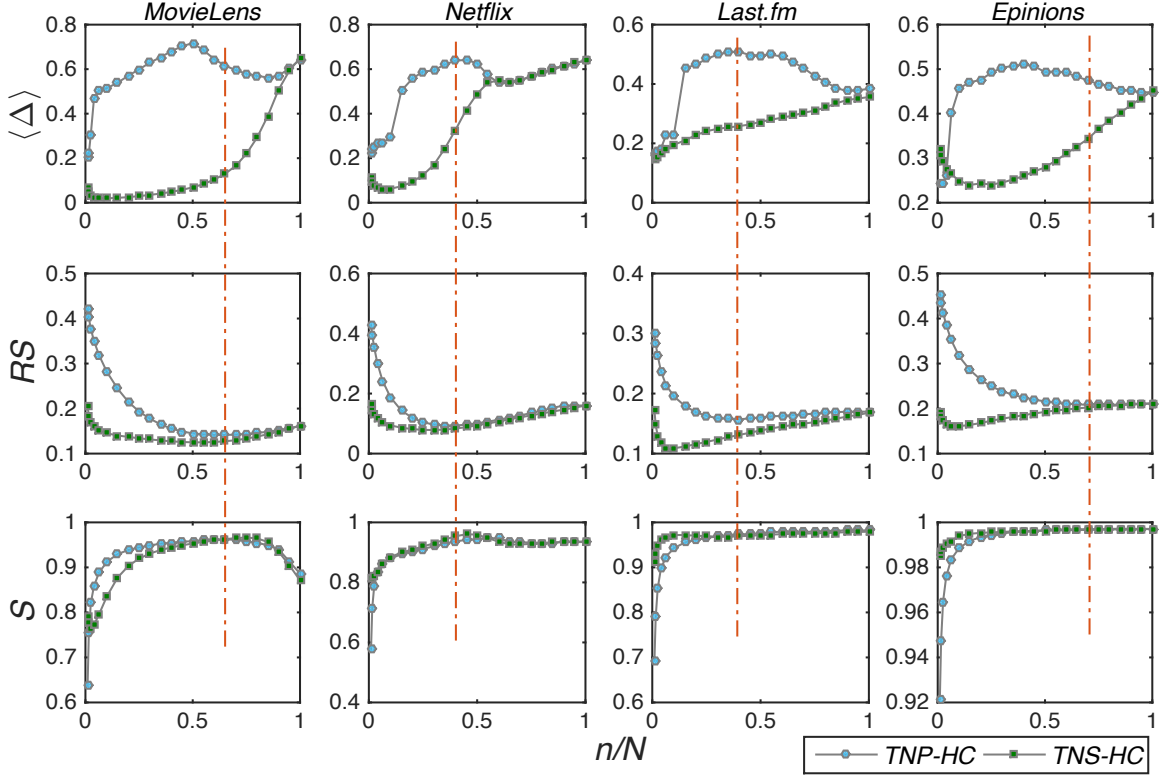 MovieLens Netflix Last.fm Epinions
⟨Δ⟩
0.8 0.8 0.6 0.6
0.6 0.6 0.5
0.4 0.4 0.4 0.4
0.2 0.2 0.2 0.3
0 0 0 0.2
0 0.5 1 0 0.5 1 0 0.5 1 0 0.5 1
RS
0.5 0.6 0.4 0.5
0.4 0.4 0.3 0.4
0.3 0.3
0.2 0.2 0.2 0.2
0.1 0 0.1 0.1
0 0.5 1 0 0.5 1 0 0.5 1 0 0.5 1
S
1 1 1 1
0.9 0.9 0.98
0.8 0.8 0.8 0.96
0.7 0.6 0.7 0.94
0.6 0.4 0.6 0.92
0 0.5 1 0 0.5 1 0 0.5 1 0 0.5 1
n/N
TNP-HC TNS-HC